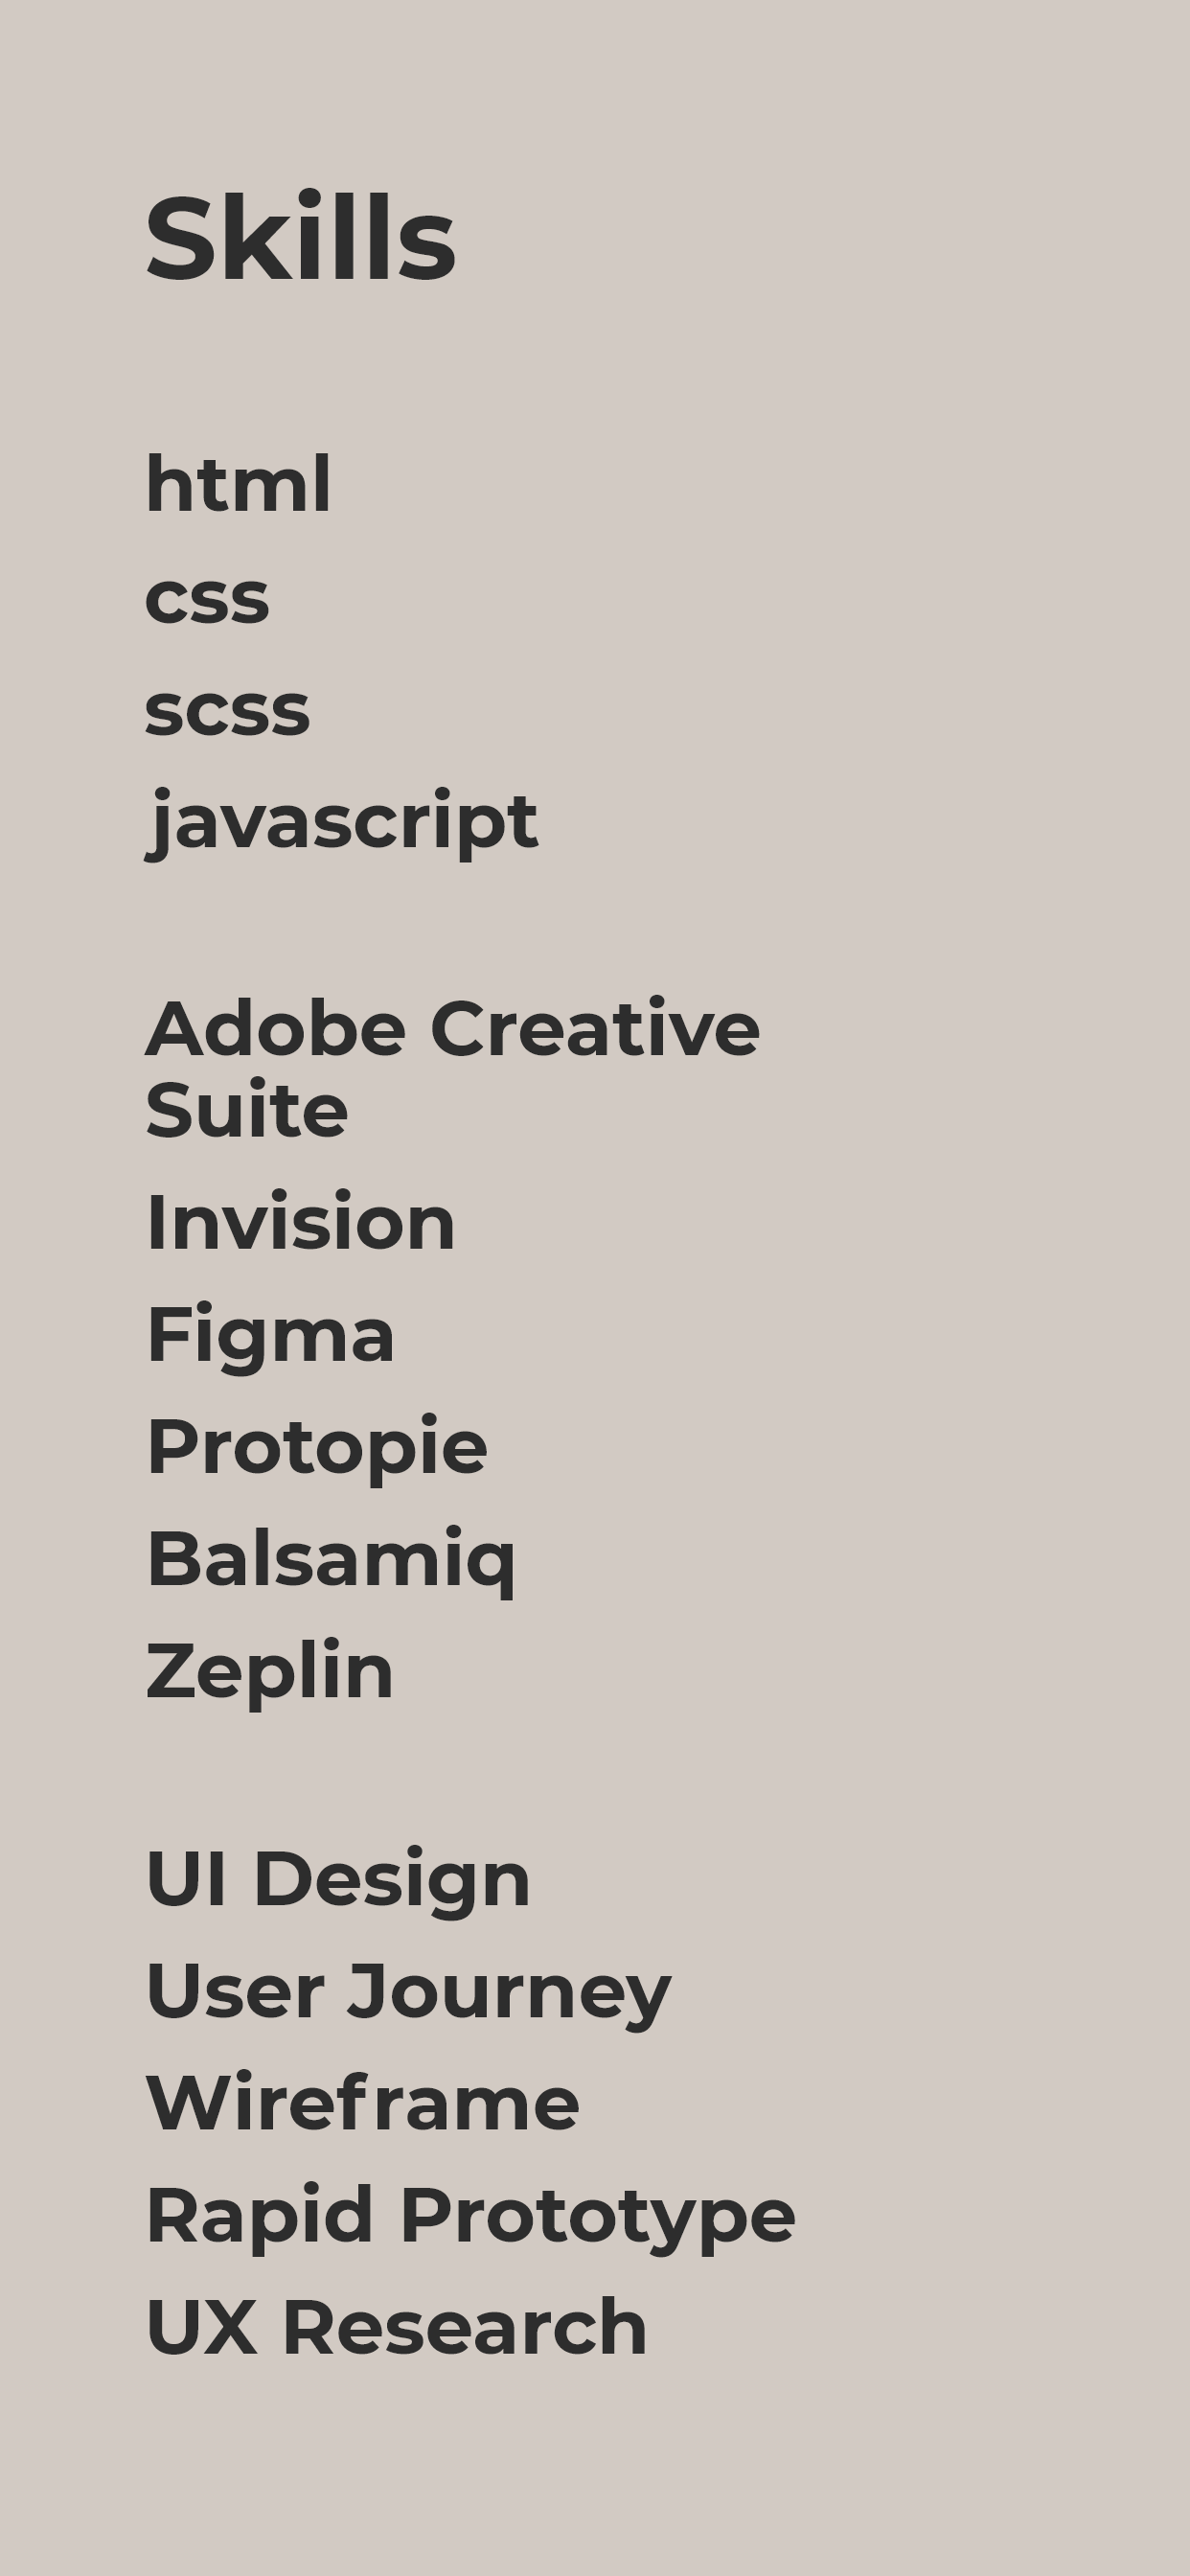 Skills
html
css
scss
javascript
Adobe Creative
Suite
Invision
Figma
Protopie
Balsamiq
Zeplin
UI Design
User Journey
Wireframe
Rapid Prototype
UX Research